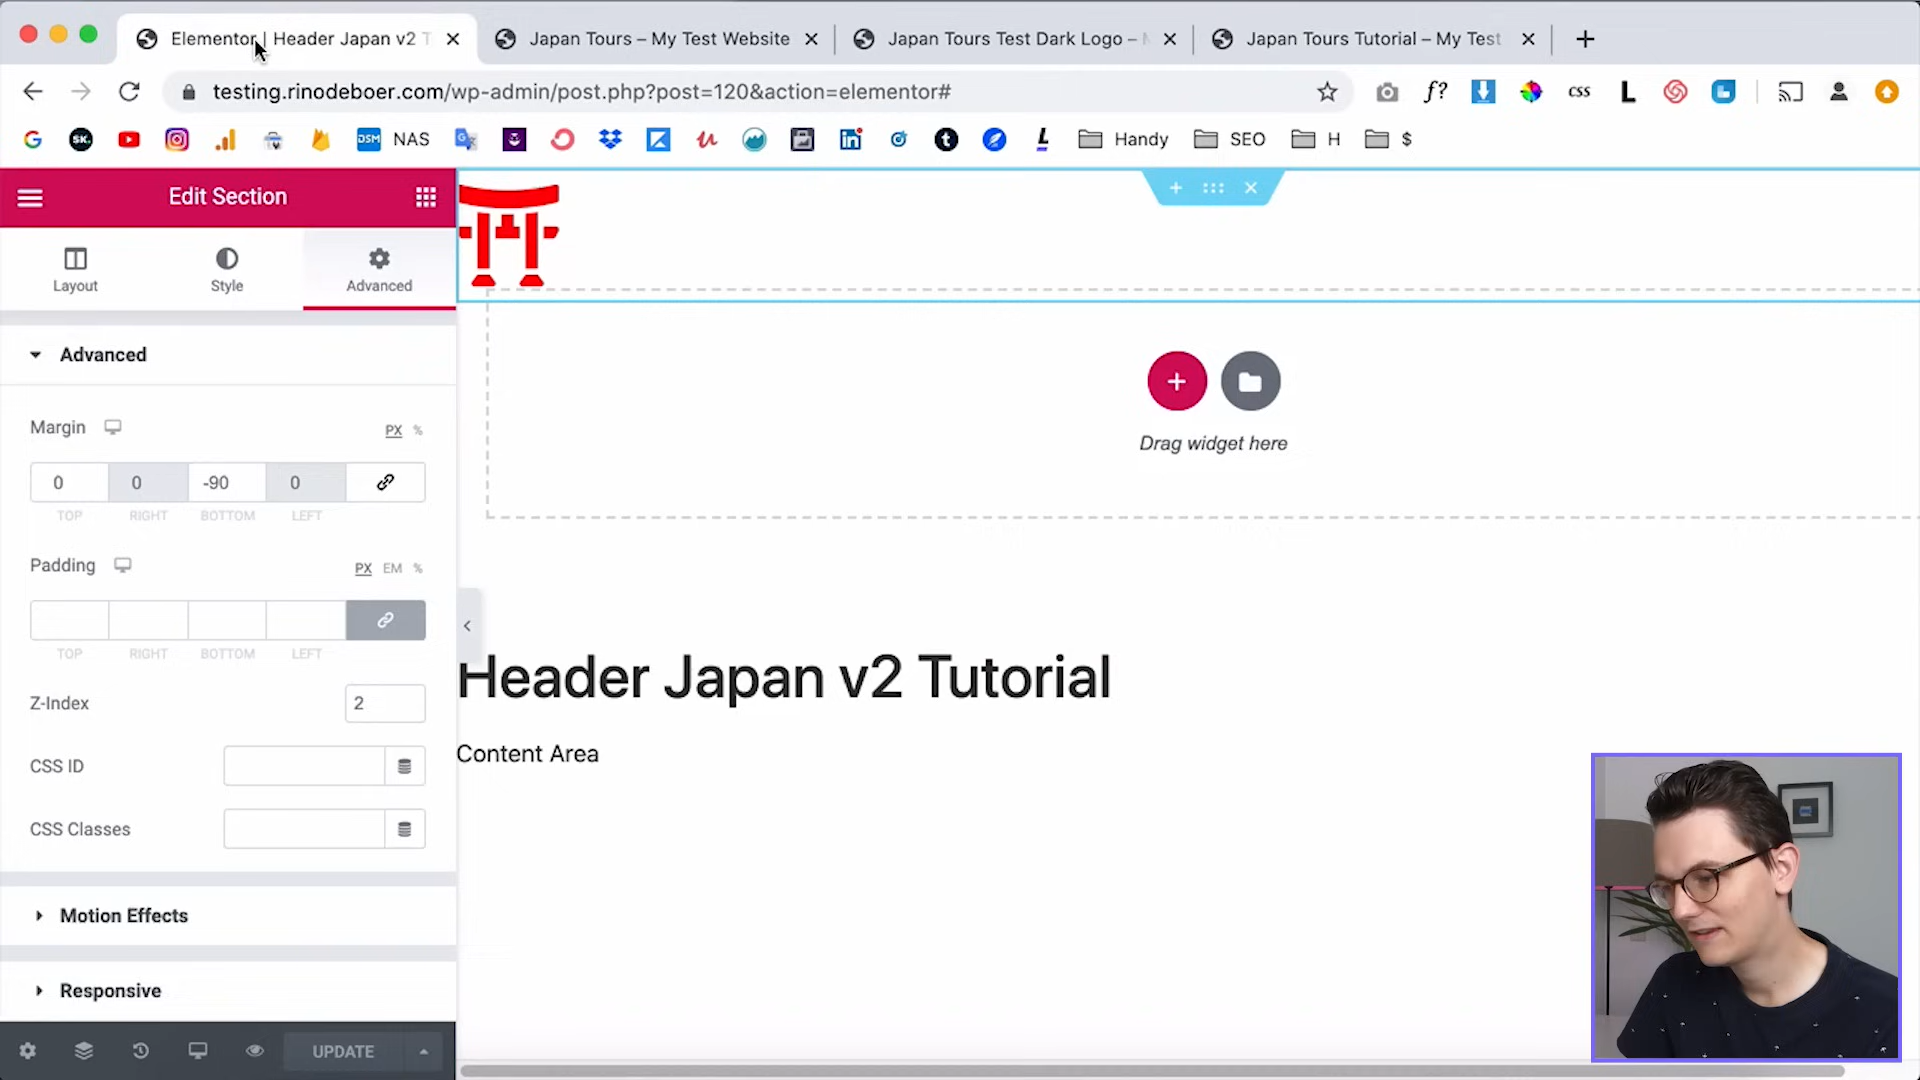 Elementor | Header Japan v2 T
Japan Tours – My Test Website
Japan Tours Test Dark Logo –
Japan Tours Tutorial – My Test
testing.rinodeboer.com/wp-admin/post.php?post=120&action=elementor#
f?
CSS
L
SK.
DSM
NAS
Handy
SEO
H
$
Edit Section
Layout
Style
Advanced
Advanced
Margin
PX
%
0
0
-90
0
TOP
RIGHT
BOTTOM
LEFT
Padding
PX
EM
%
TOP
RIGHT
BOTTOM
LEFT
Z-Index
2
CSS ID
CSS Classes
Motion Effects
Responsive
UPDATE
Drag widget here
Header Japan v2 Tutorial
Content Area